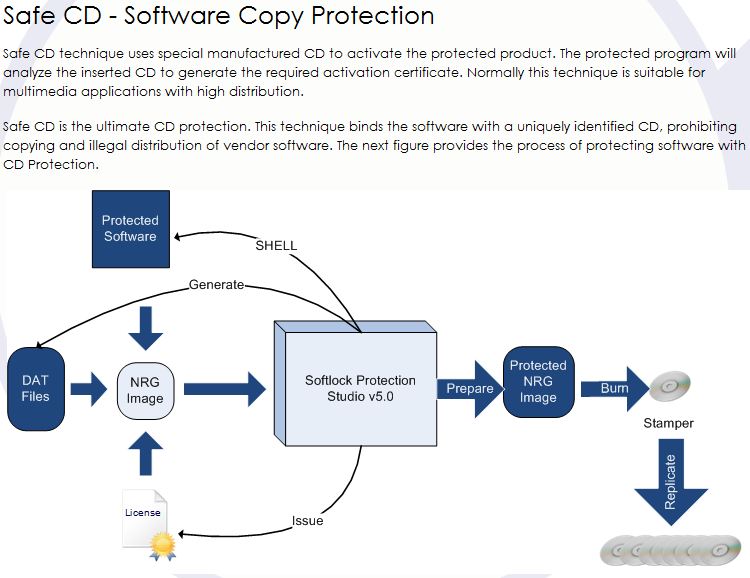 Safe CD - Software Copy Protection
Safe CD technique uses special manufactured CD to activate the protected product. The protected program will
analyze the inserted CD to generate the required activation certificate. Normally this technique is suitable for
multimedia applications with high distribution.
Safe CD is the ultimate CD protection. This technique binds the software with a uniquely identified CD, prohibiting
copying and illegal distribution of vendor software. The next figure provides the process of protecting software with
CD Protection.
Protected
Software
SHELL
Generate
DAT
Files
NRG
Image
Softlock Protection
Studio v5.0
Prepare
Protected
NRG
Image
Burn
Stamper
Replicate
License
Issue